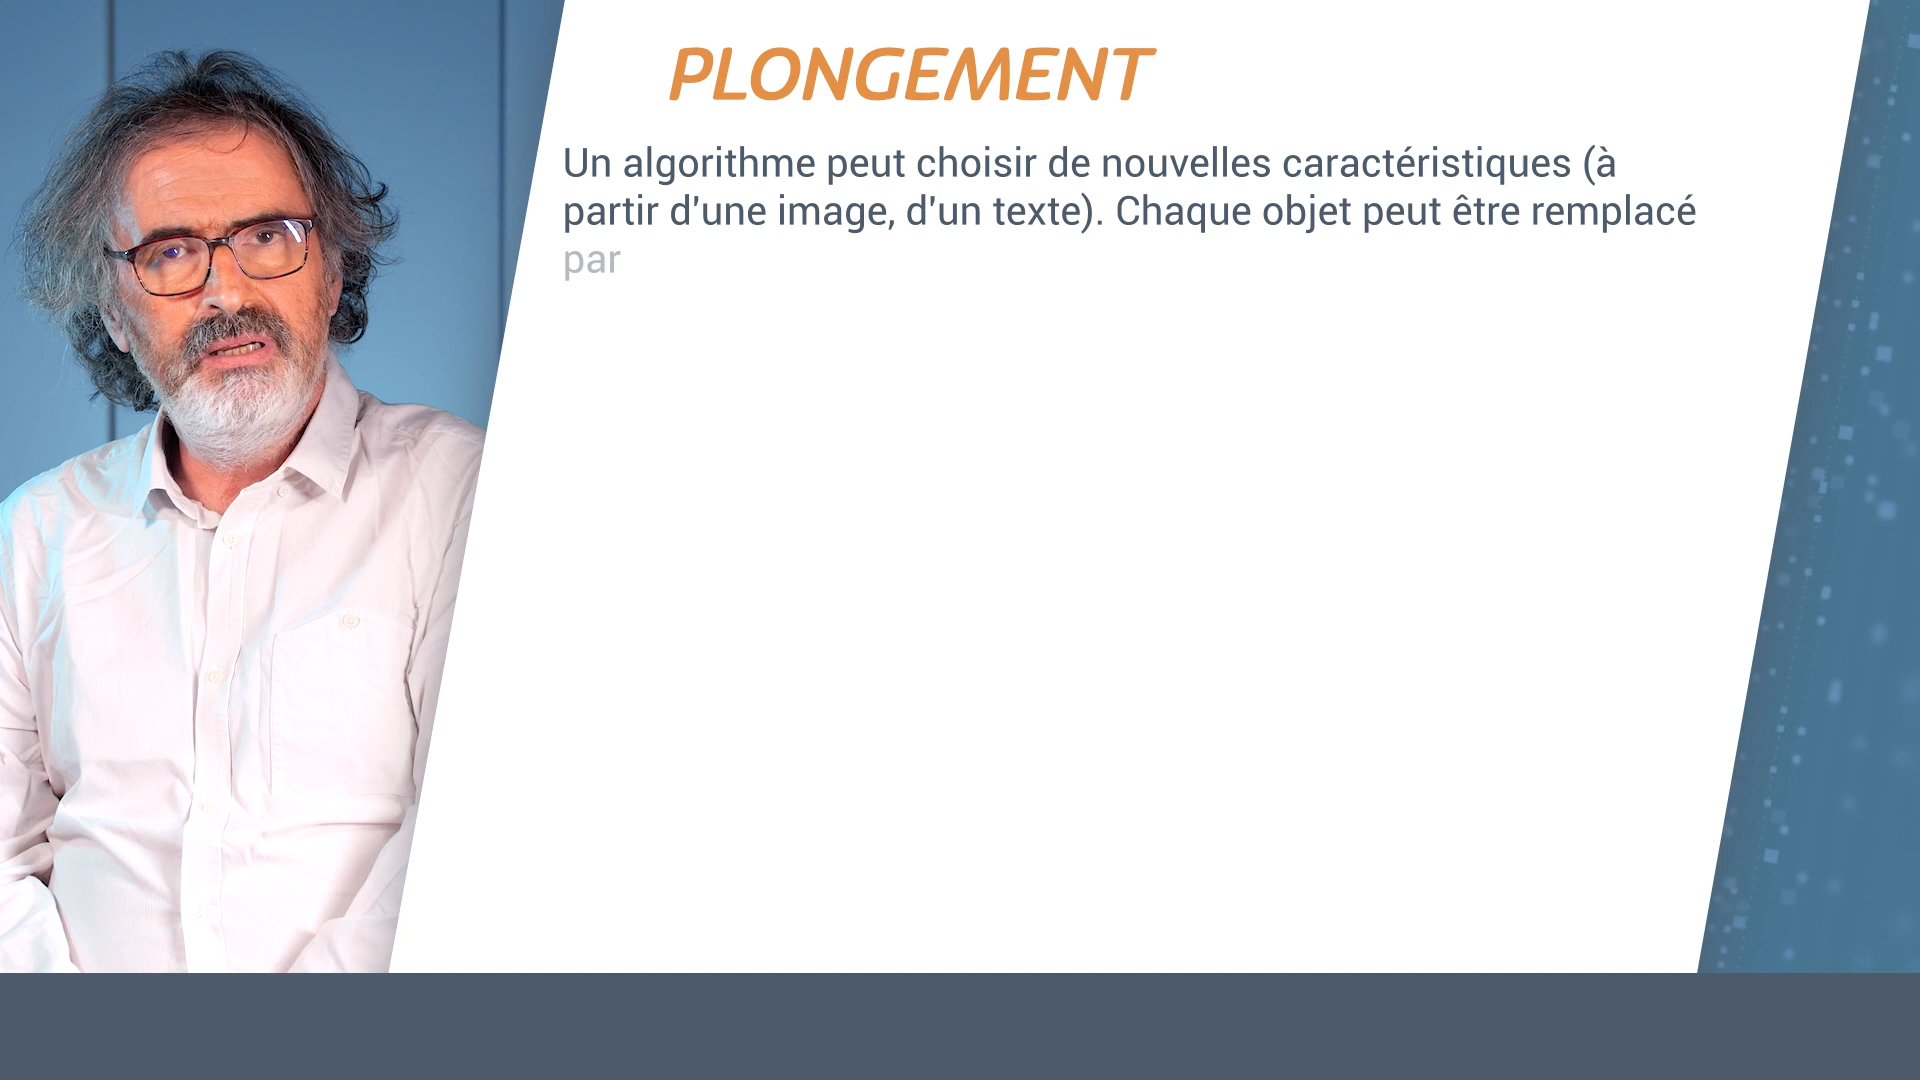 PLONGEMENT
Un algorithme peut choisir de nouvelles caractéristiques (à
partir d'une image, d'un texte). Chaque objet peut être remplacé
par